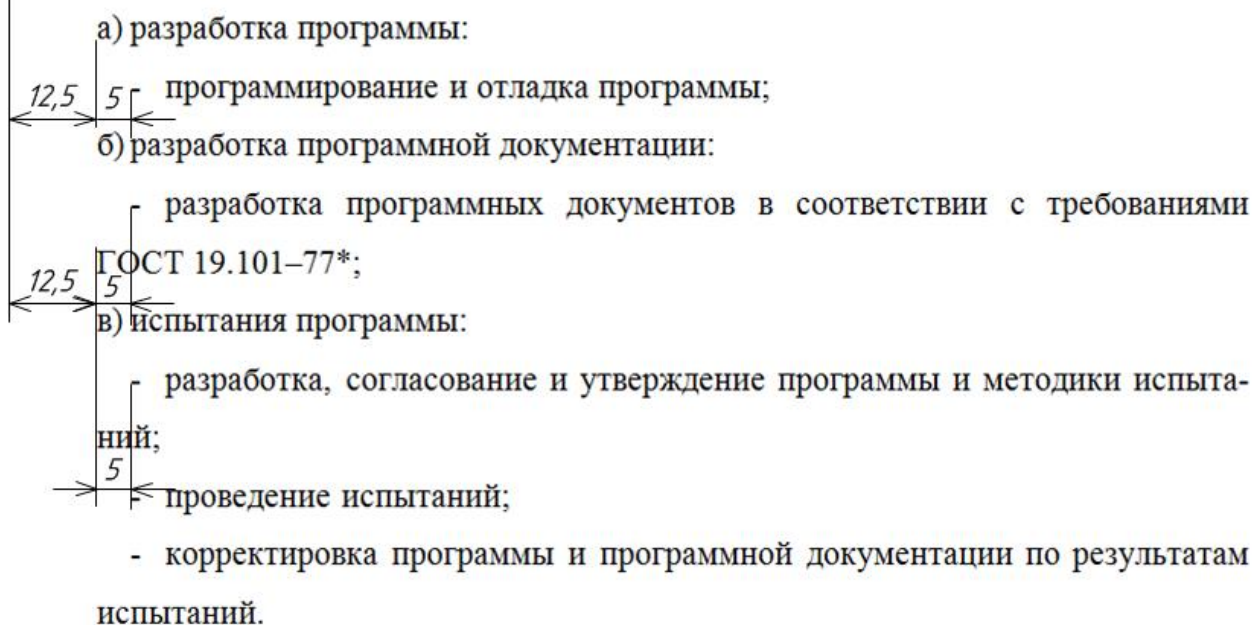 а) разработка программы:
12,5 5 - программирование и отладка программы;
б) разработка программной документации:
- разработка программных документов в соответствии с требованиями
ГОСТ 19.101–77*;
12,5 5
в) испытания программы:
- разработка, согласование и утверждение программы и методики испыта-
ний;
5
- проведение испытаний;
- корректировка программы и программной документации по результатам
испытаний.